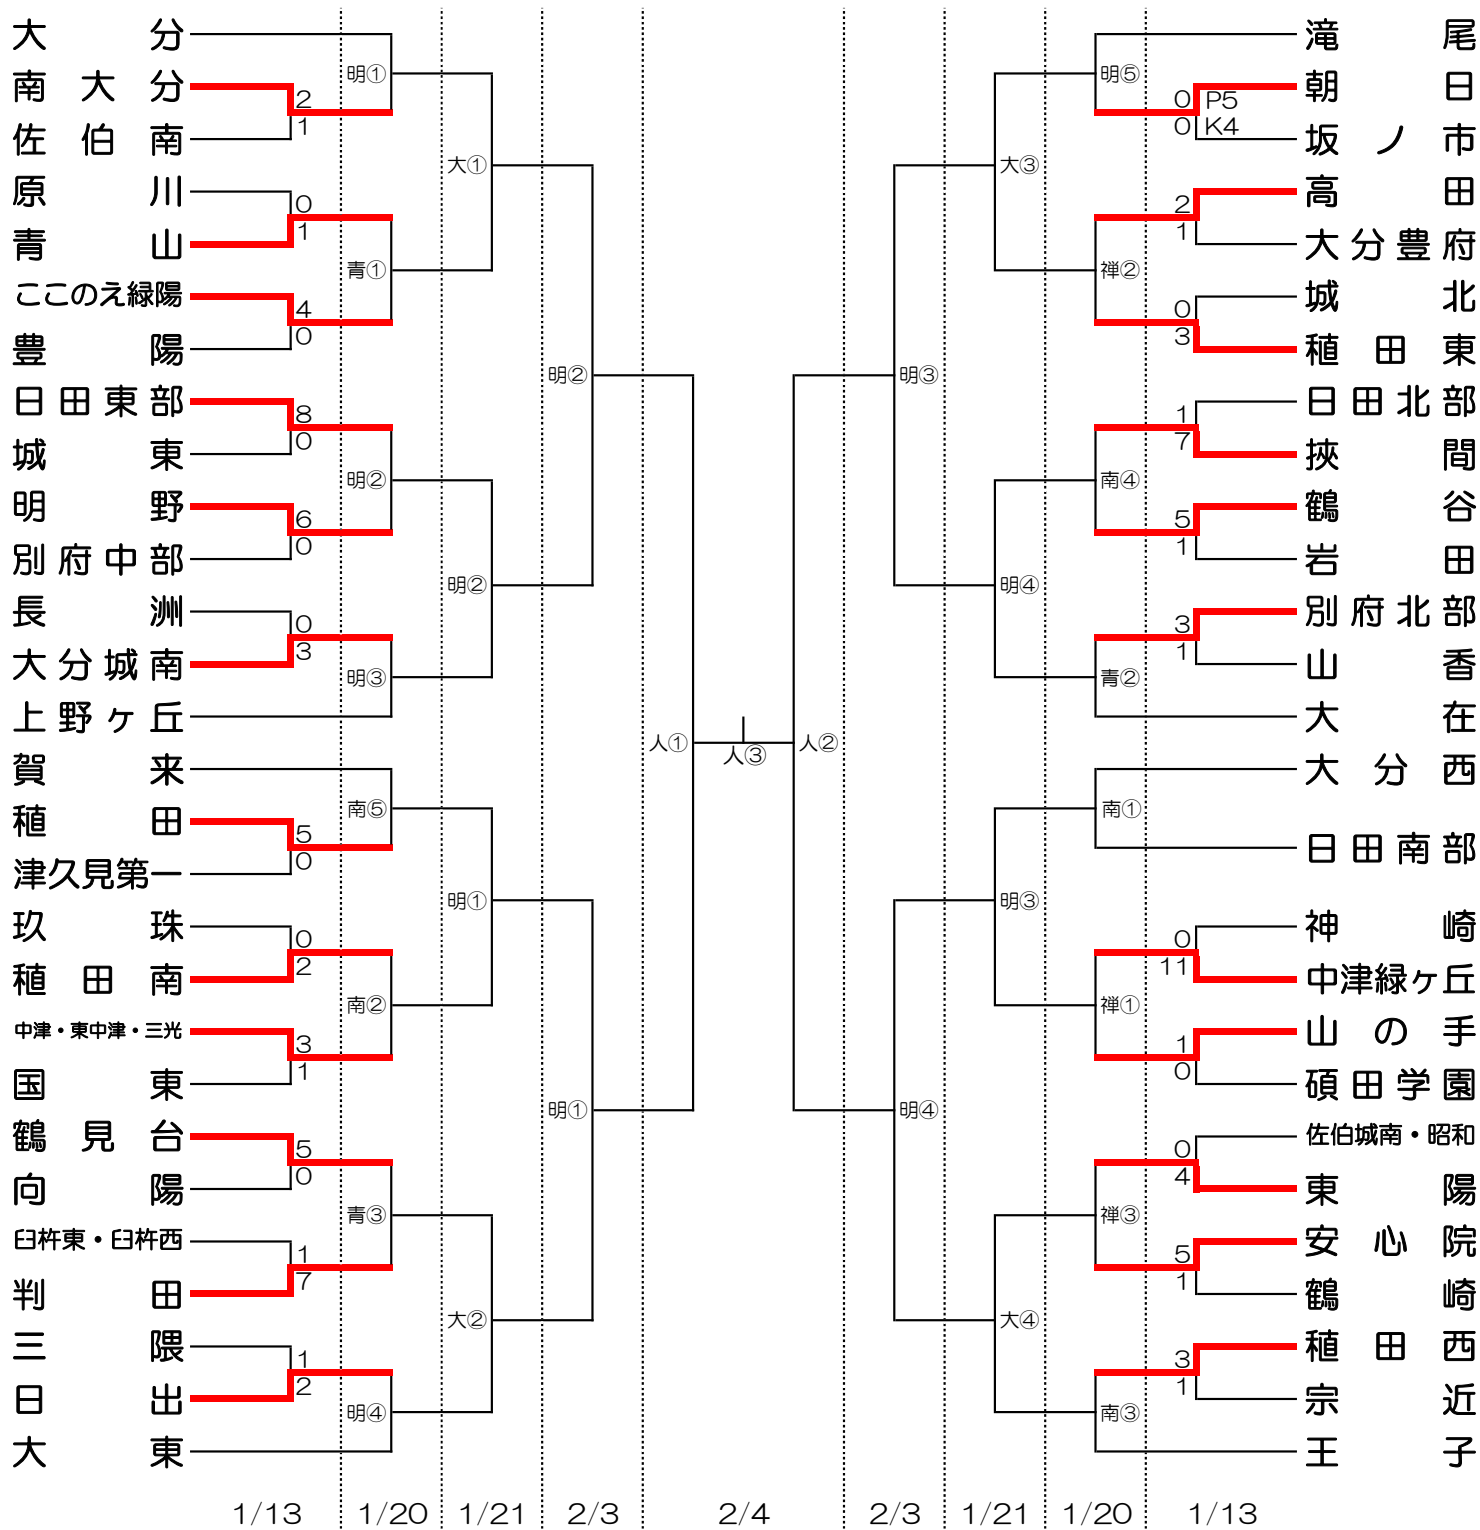 大分
南大分
佐伯南
原川
青山
ここのえ緑陽
豊陽
日田東部
城東
明野
別府中部
長洲
大分城南
上野ヶ丘
賀来
稙田
津久見第一
玖珠
稙田南
中津・東中津・三光
国東
鶴見台
向陽
臼杵東・臼杵西
判田
三隈
日出
大東
2
1
0
1
4
0
8
0
6
0
0
3
5
0
0
2
3
1
5
0
1
7
1
2
明①
青①
明②
明③
南⑤
南②
青③
明④
大①
明②
明①
大②
明②
明①
人①
人③
人②
明③
明④
大③
明④
明③
大④
明⑤
禅②
南④
青②
南①
禅①
禅③
南③
0 P5
0 K4
2
1
0
3
1
7
5
1
3
1
0
11
1
0
0
4
5
1
3
1
滝尾
朝日
坂ノ市
高田
大分豊府
城北
稙田東
日田北部
挾間
鶴谷
岩田
別府北部
山香
大在
大分西
日田南部
神崎
中津緑ヶ丘
山の手
碩田学園
佐伯城南・昭和
東陽
安心院
鶴崎
稙田西
宗近
王子
1/13 1/20 1/21 2/3 2/4 2/3 1/21 1/20 1/13